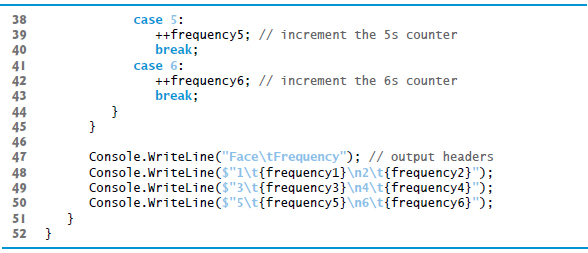 38                case 5:
39                   ++frequency5; // increment the 5s counter
40                   break;
41                case 6:
42                   ++frequency6; // increment the 6s counter
43                   break;
44             }
45          }
46
47          Console.WriteLine("Face\tFrequency"); // output headers
48          Console.WriteLine($"1\t{frequency1}\n2\t{frequency2}");
49          Console.WriteLine($"3\t{frequency3}\n4\t{frequency4}");
50          Console.WriteLine($"5\t{frequency5}\n6\t{frequency6}");
51       }
52    }